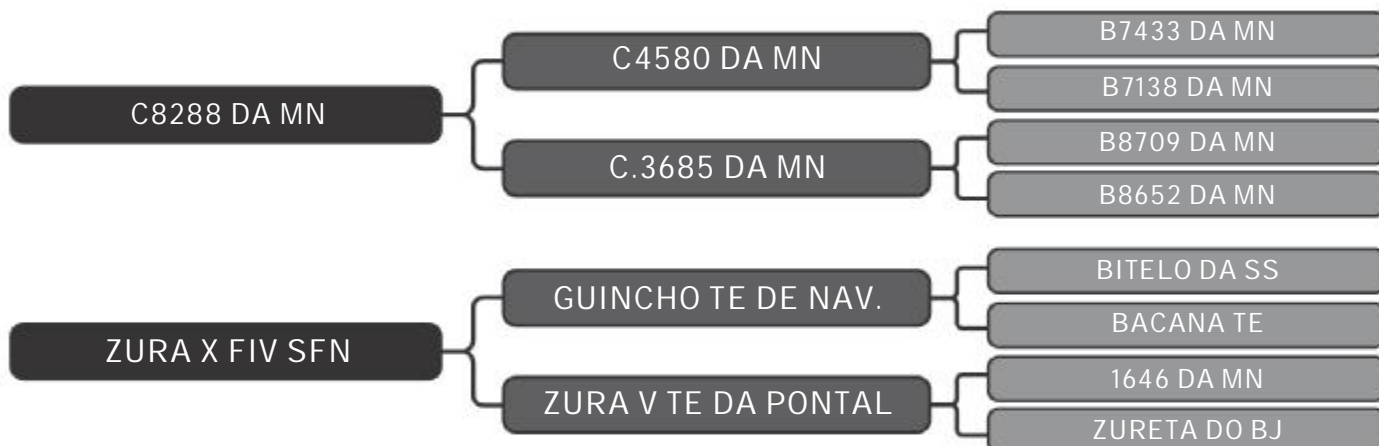 C8288 DA MN
C4580 DA MN
B7433 DA MN
B7138 DA MN
C.3685 DA MN
B8709 DA MN
B8652 DA MN
ZURA X FIV SFN
GUINCHO TE DE NAV.
BITELO DA SS
BACANA TE
ZURA V TE DA PONTAL
1646 DA MN
ZURETA DO BJ